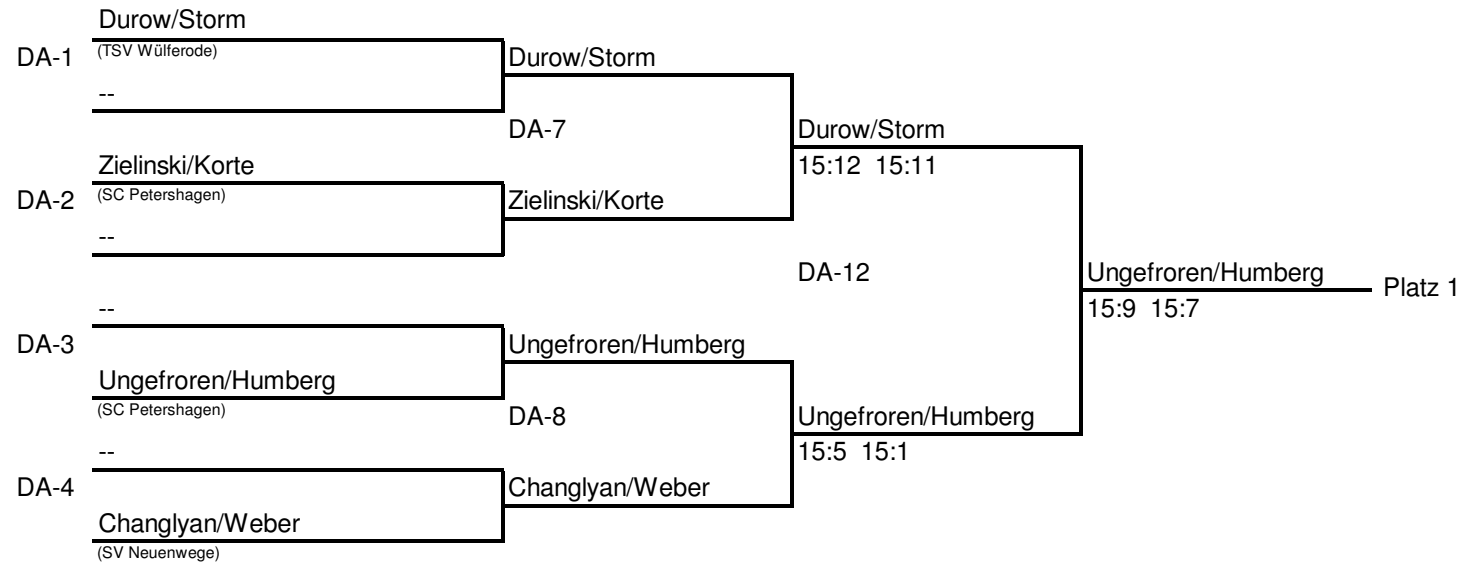 Durow/Storm
DA-1
(TSV Wülferode)
Durow/Storm
--
DA-7
Durow/Storm
15:12 15:11
Zielinski/Korte
DA-2
(SC Petershagen)
Zielinski/Korte
--
DA-12
Ungefroren/Humberg
Platz 1
15:9 15:7
--
DA-3
Ungefroren/Humberg
Ungefroren/Humberg
(SC Petershagen)
DA-8
Ungefroren/Humberg
15:5 15:1
--
DA-4
Changlyan/Weber
Changlyan/Weber
(SV Neuenwege)